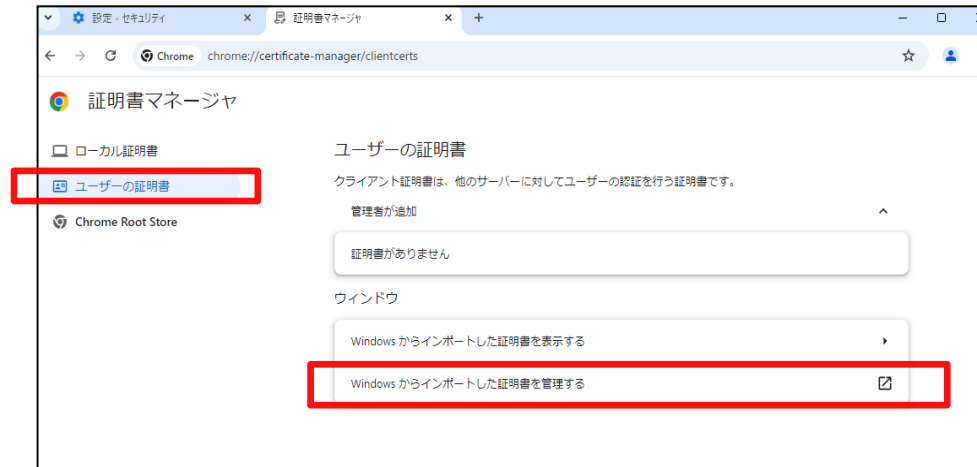 設定 - セキュリティ
証明書マネージャ
Chrome chrome://certificate-manager/clientcerts
証明書マネージャ
ローカル証明書
ユーザーの証明書
Chrome Root Store
ユーザーの証明書
クライアント証明書は、他のサーバーに対してユーザーの認証を行う証明書です。
管理者が追加
証明書がありません
ウィンドウ
Windows からインポートした証明書を表示する
Windows からインポートした証明書を管理する